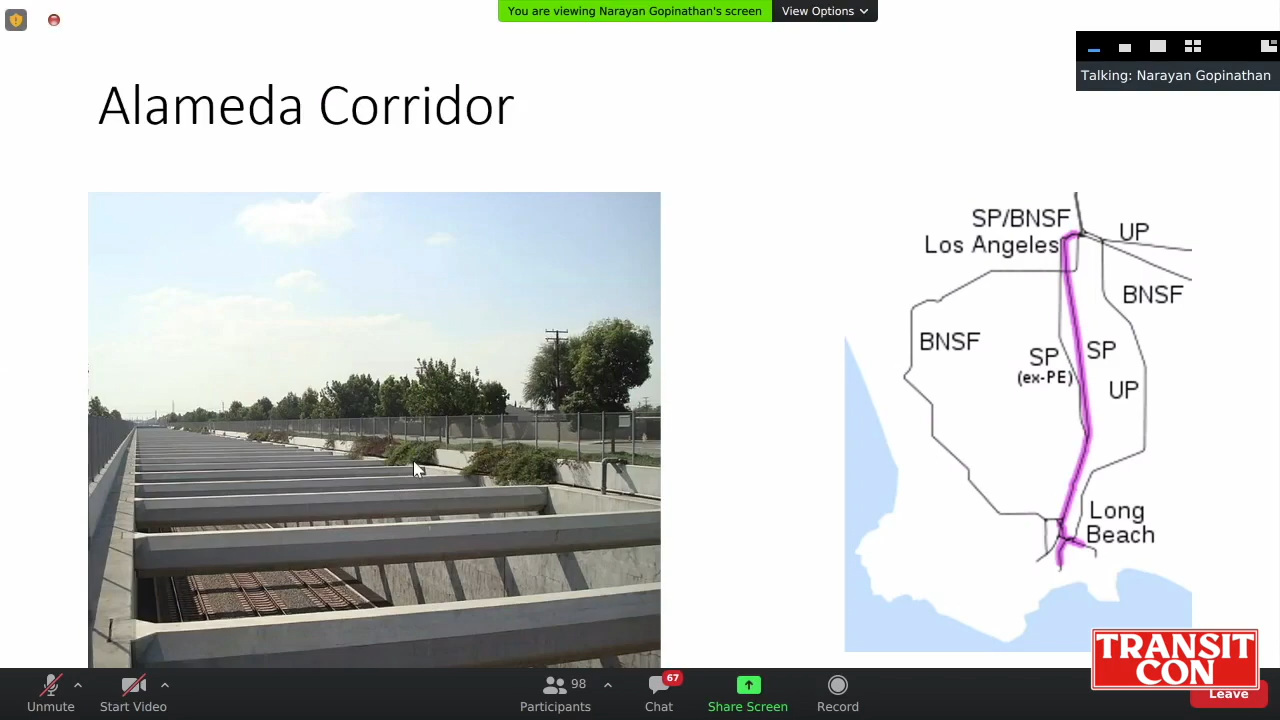 You are viewing Narayan Gopinathan's screen
View Options
Talking: Narayan Gopinathan
Alameda Corridor
SP/BNSF
Los Angeles
UP
BNSF
BNSF
SP
(ex-PE)
SP
UP
Long
Beach
TRANSIT
CON
Unmute
Start Video
98
Participants
67
Chat
Share Screen
Record
Leave